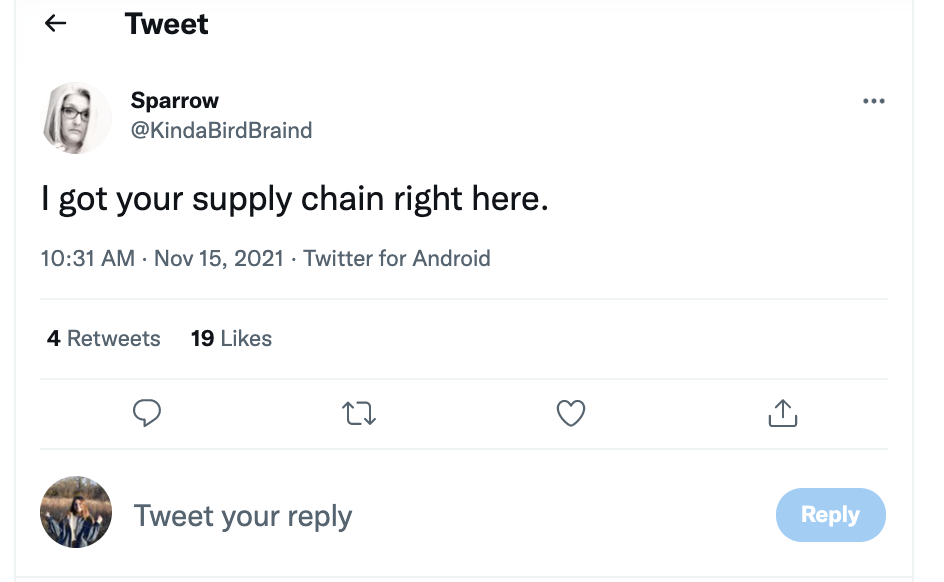 Tweet
Sparrow
@KindaBirdBraind
I got your supply chain right here.
10:31 AM · Nov 15, 2021 · Twitter for Android
4 Retweets 19 Likes
Tweet your reply
Reply